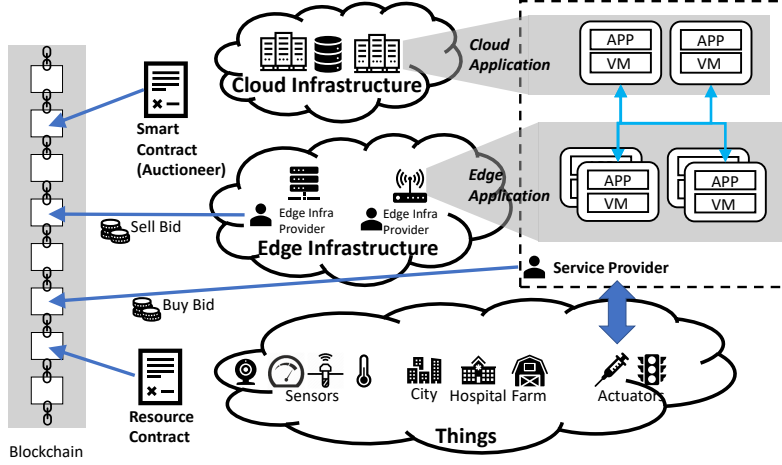 Cloud
Application
APP
VM
APP
VM
Cloud Infrastructure
Smart
Contract
(Auctioneer)
Edge
Application
APP
VM
APP
VM
Edge Infra
Provider
Edge Infra
Provider
Edge Infrastructure
Sell Bid
Service Provider
Buy Bid
Resource
Contract
Sensors
City
Hospital
Farm
Actuators
Things
Blockchain